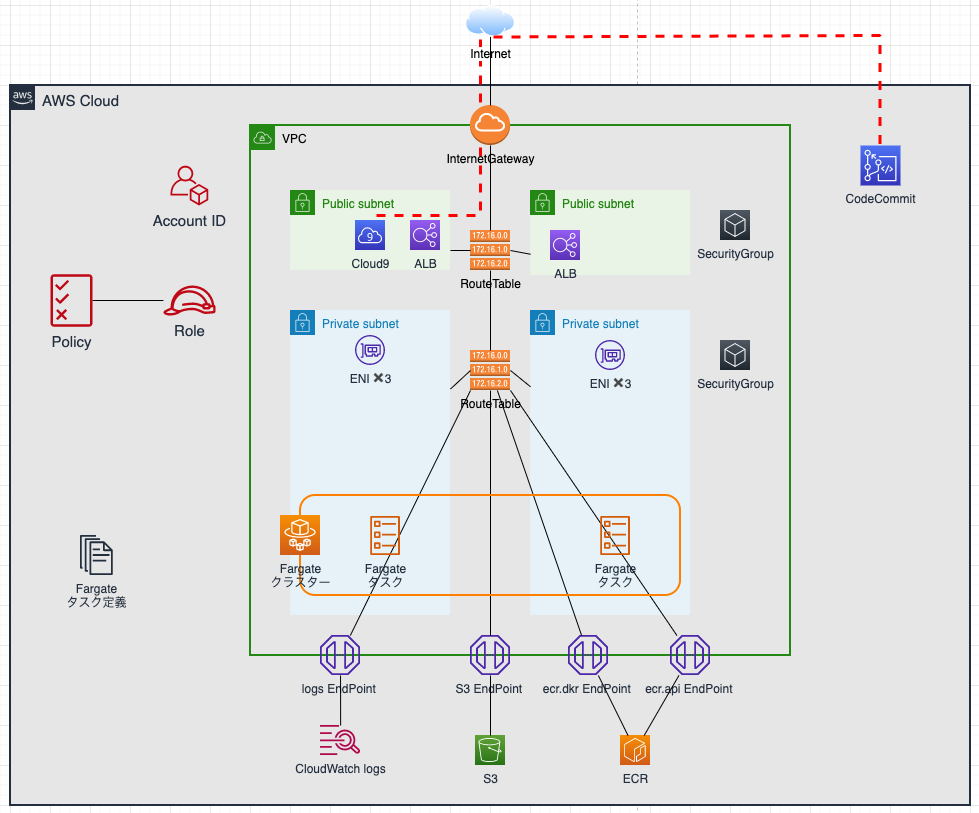 Internet
aws
AWS Cloud
VPC
InternetGateway
CodeCommit
Account ID
Public subnet
Public subnet
9
Cloud9
ALB
172.16.0.0
172.16.1.0
172.16.2.0
RouteTable
ALB
SecurityGroup
Policy
Role
Private subnet
Private subnet
ENI ✖3
172.16.0.0
172.16.1.0
172.16.2.0
RouteTable
ENI ✖3
SecurityGroup
Fargate
クラスター
Fargate
タスク
Fargate
タスク
Fargate
タスク定義
logs EndPoint
S3 EndPoint
ecr.dkr EndPoint
ecr.api EndPoint
CloudWatch logs
S3
ECR